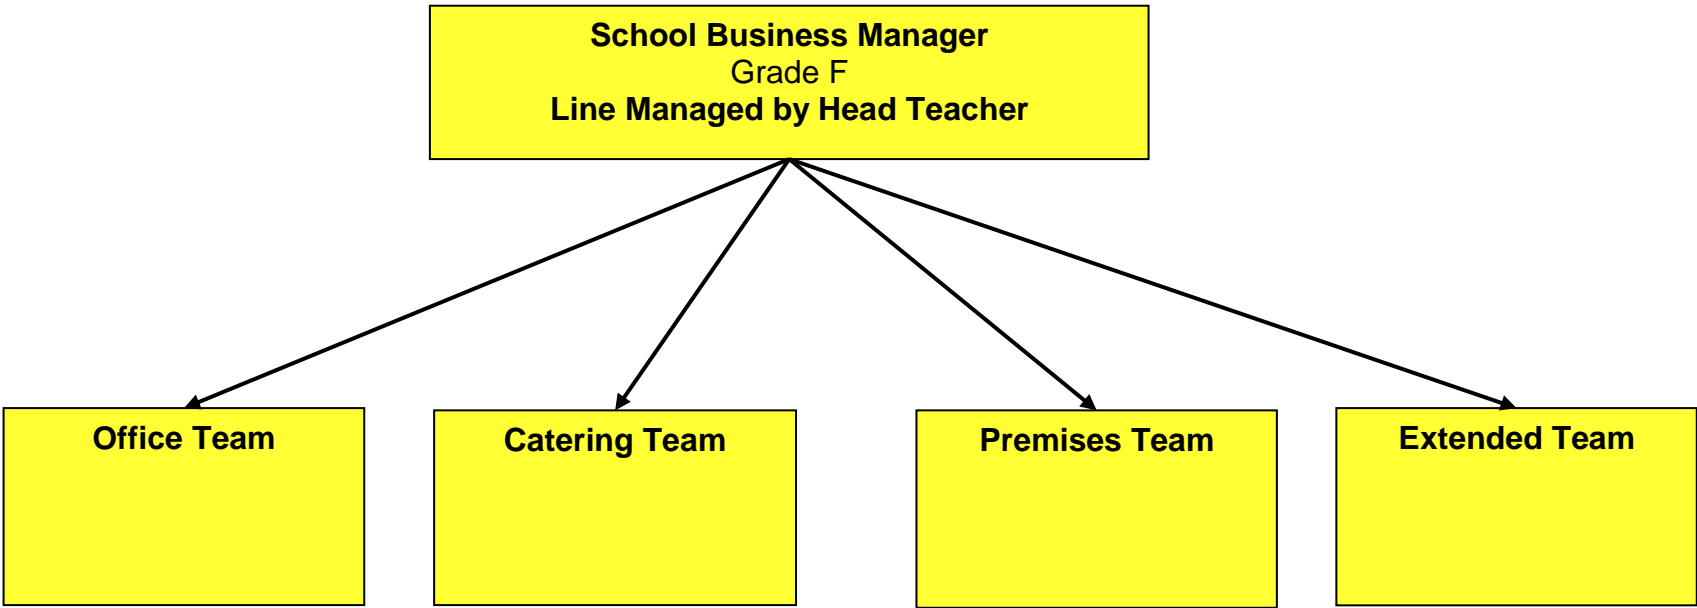 School Business Manager
Grade F
Line Managed by Head Teacher
Office Team
Catering Team
Premises Team
Extended Team